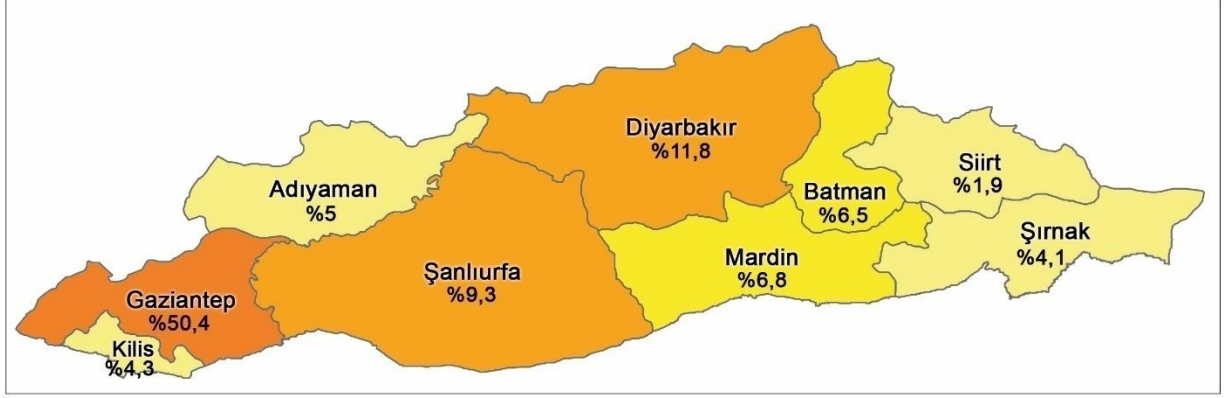 Diyarbakır
%11,8
Siirt
%1,9
Adıyaman
%5
Batman
%6,5
Şırnak
%4,1
Mardin
%6,8
Şanlıurfa
%9,3
Gaziantep
%50,4
Kilis
%4,3